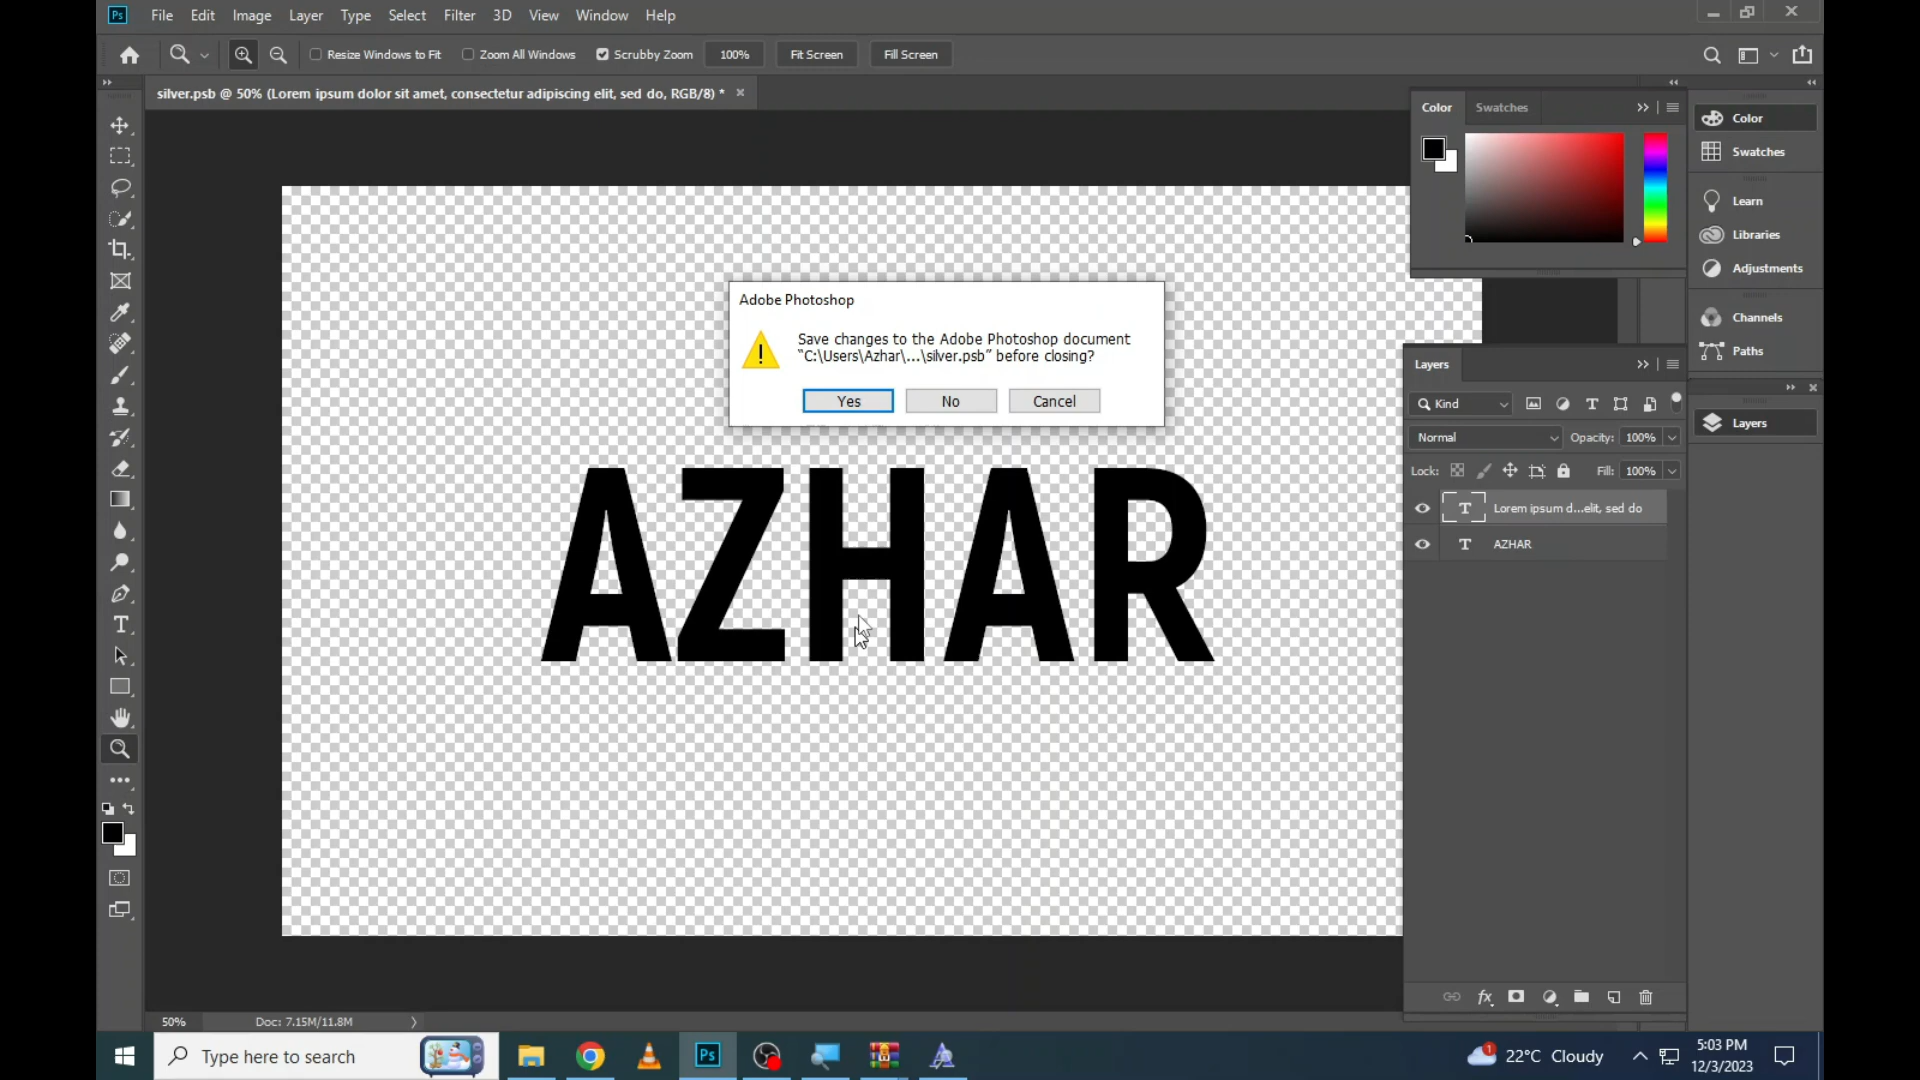 Ps File Edit Image Layer Type Select Filter 3D View Window Help
Resize Windows to Fit Zoom All Windows Scrubby Zoom 100% Fit Screen Fill Screen
silver.psb @ 50% (Lorem ipsum dolor sit amet, consectetur adipiscing elit, sed do, RGB/8) *
Color Swatches
Color
Swatches
Learn
Libraries
Adjustments
Channels
Paths
Layers
Adobe Photoshop
Save changes to the Adobe Photoshop document
“C:\Users\Azhar\...\silver.psb” before closing?
Yes No Cancel
AZHAR
Layers
Kind
Normal Opacity: 100%
Lock: Fill: 100%
T Lorem ipsum d...elit, sed do
T AZHAR
50% Doc: 7.15M/11.8M
Type here to search
Ps
1
22°C Cloudy
5:03 PM
12/3/2023